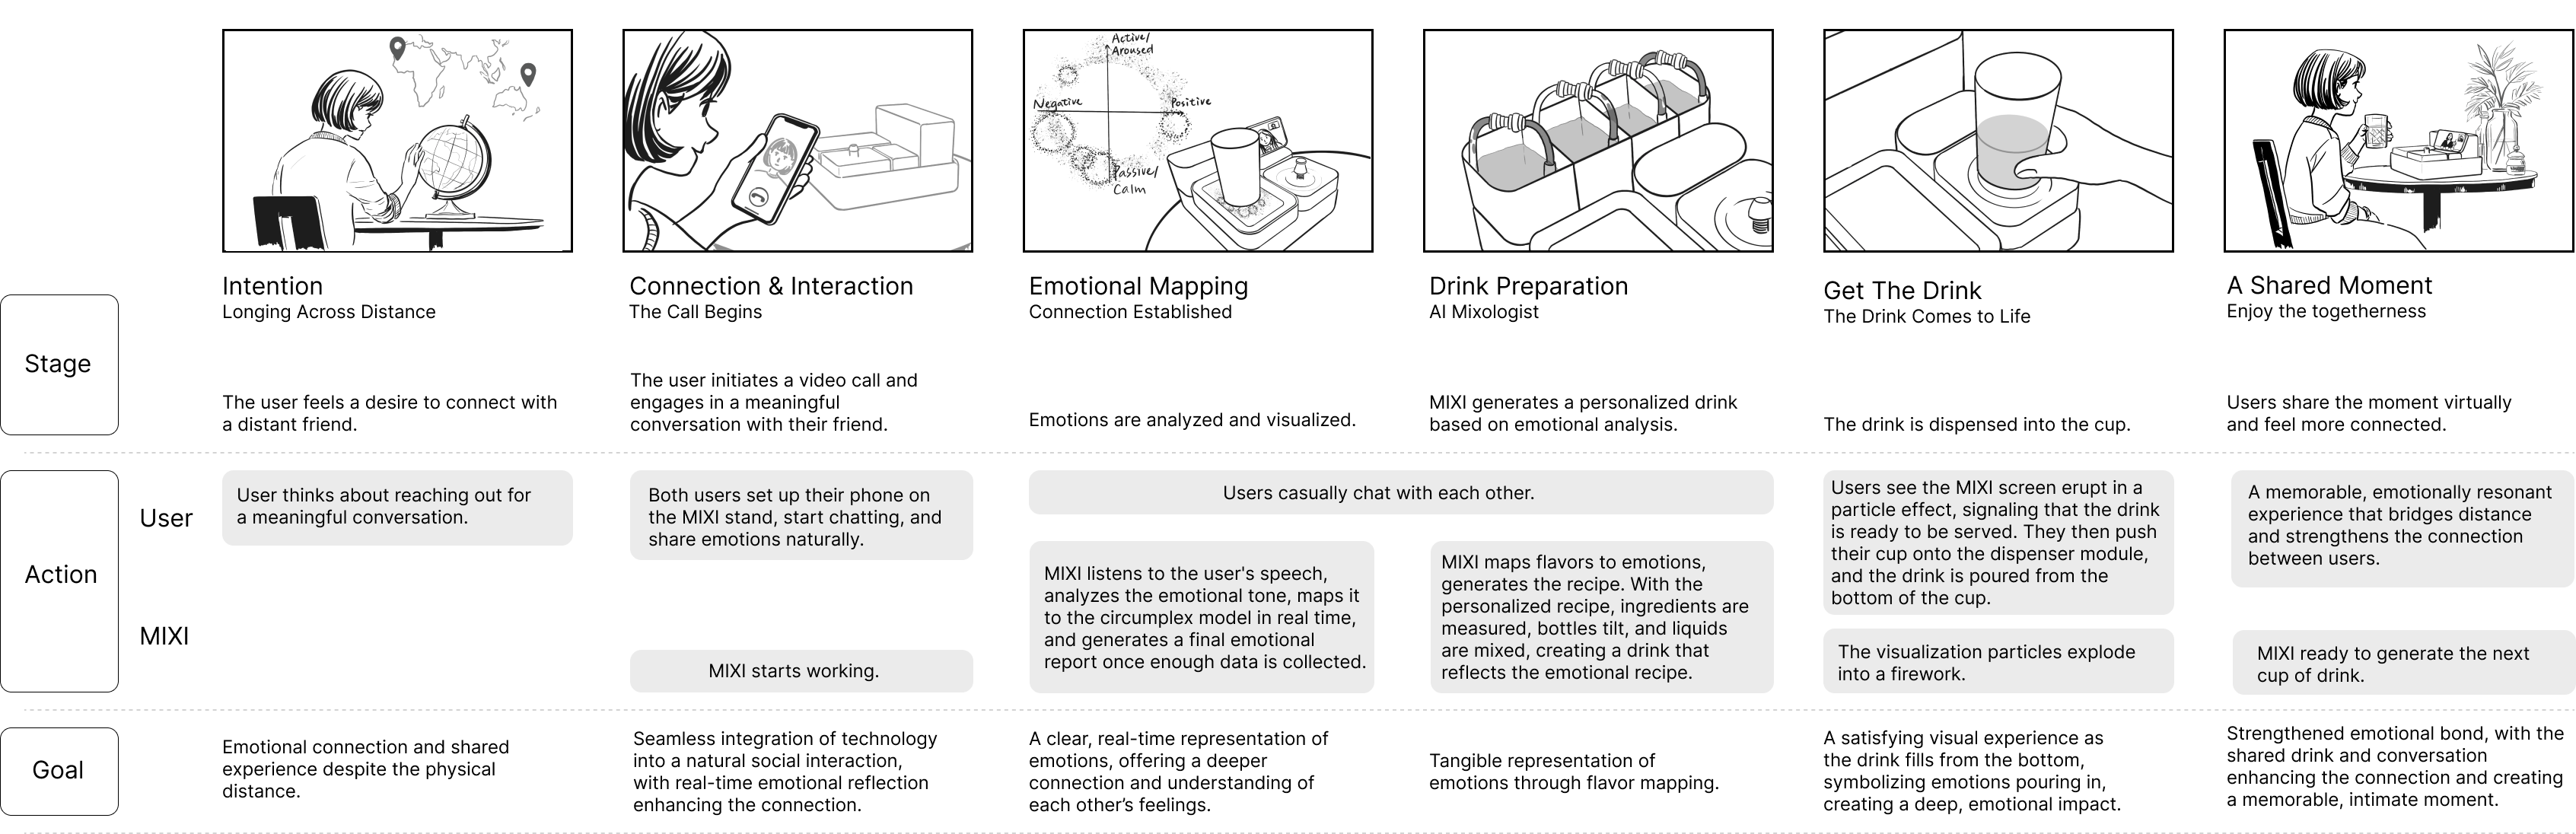 Active/
Aroused
Negative
Positive
Passive/
Calm
Stage
Intention
Longing Across Distance
The user feels a desire to connect with
a distant friend.
Connection & Interaction
The Call Begins
The user initiates a video call and
engages in a meaningful
conversation with their friend.
Emotional Mapping
Connection Established
Emotions are analyzed and visualized.
Drink Preparation
AI Mixologist
MIXI generates a personalized drink
based on emotional analysis.
Get The Drink
The Drink Comes to Life
The drink is dispensed into the cup.
A Shared Moment
Enjoy the togetherness
Users share the moment virtually
and feel more connected.
Action
User
User thinks about reaching out for
a meaningful conversation.
Both users set up their phone on
the MIXI stand, start chatting, and
share emotions naturally.
Users casually chat with each other.
Users see the MIXI screen erupt in a
particle effect, signaling that the drink
is ready to be served. They then push
their cup onto the dispenser module,
and the drink is poured from the
bottom of the cup.
A memorable, emotionally resonant
experience that bridges distance
and strengthens the connection
between users.
MIXI
MIXI starts working.
MIXI listens to the user's speech,
analyzes the emotional tone, maps it
to the circumplex model in real time,
and generates a final emotional
report once enough data is collected.
MIXI maps flavors to emotions,
generates the recipe. With the
personalized recipe, ingredients are
measured, bottles tilt, and liquids
are mixed, creating a drink that
reflects the emotional recipe.
The visualization particles explode
into a firework.
MIXI ready to generate the next
cup of drink.
Goal
Emotional connection and shared
experience despite the physical
distance.
Seamless integration of technology
into a natural social interaction,
with real-time emotional reflection
enhancing the connection.
A clear, real-time representation of
emotions, offering a deeper
connection and understanding of
each other’s feelings.
Tangible representation of
emotions through flavor mapping.
A satisfying visual experience as
the drink fills from the bottom,
symbolizing emotions pouring in,
creating a deep, emotional impact.
Strengthened emotional bond, with the
shared drink and conversation
enhancing the connection and creating
a memorable, intimate moment.